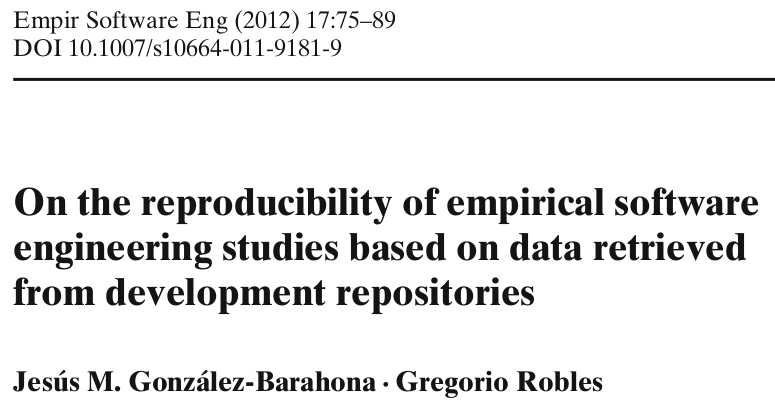 Empir Software Eng (2012) 17:75–89
DOI 10.1007/s10664-011-9181-9
On the reproducibility of empirical software
engineering studies based on data retrieved
from development repositories
Jesús M. González-Barahona · Gregorio Robles